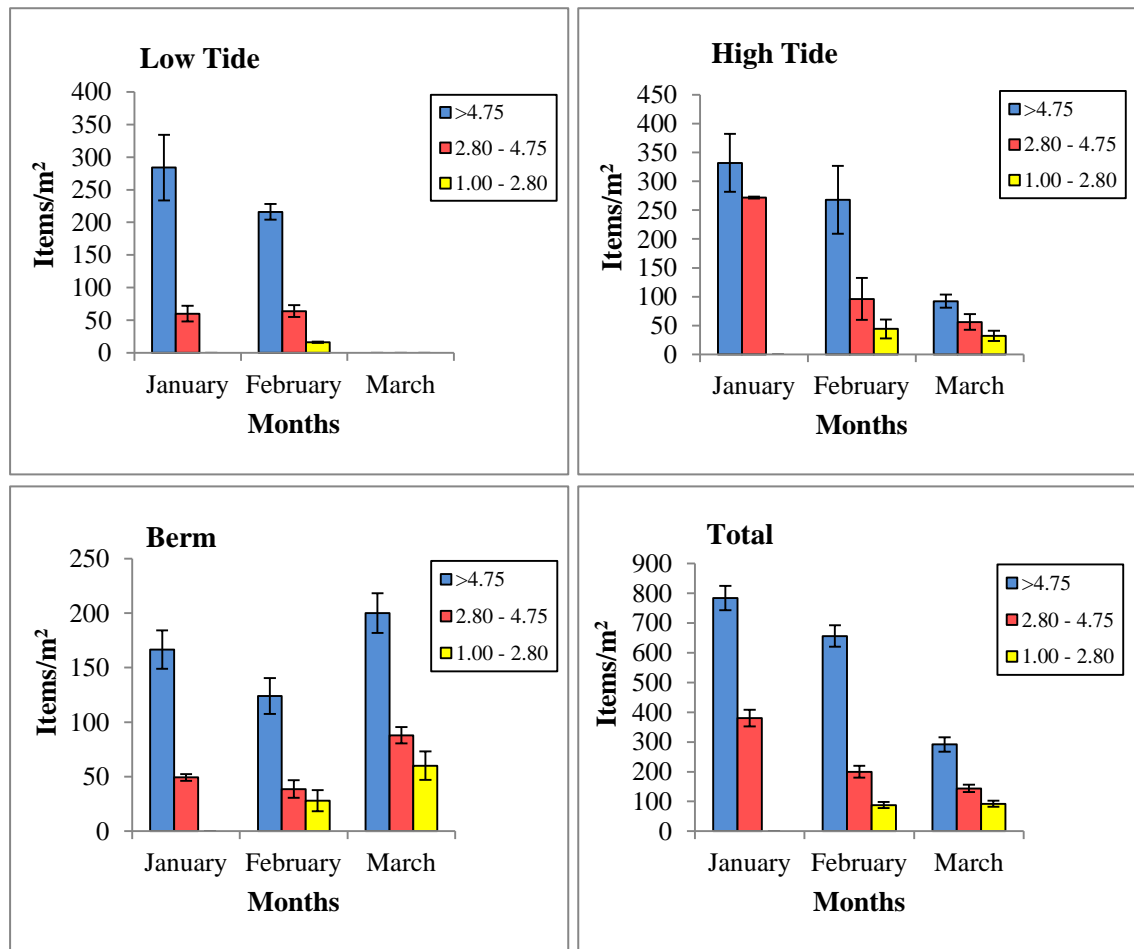 Low Tide
400
350
300
250
200
150
100
50
0
Items/m²
January February March
Months
>4.75
2.80 - 4.75
1.00 - 2.80
High Tide
450
400
350
300
250
200
150
100
50
0
Items/m²
January February March
Months
>4.75
2.80 - 4.75
1.00 - 2.80
Berm
250
200
150
100
50
0
Items/m²
January February March
Months
>4.75
2.80 - 4.75
1.00 - 2.80
Total
900
800
700
600
500
400
300
200
100
0
Items/m²
January February March
Months
>4.75
2.80 - 4.75
1.00 - 2.80